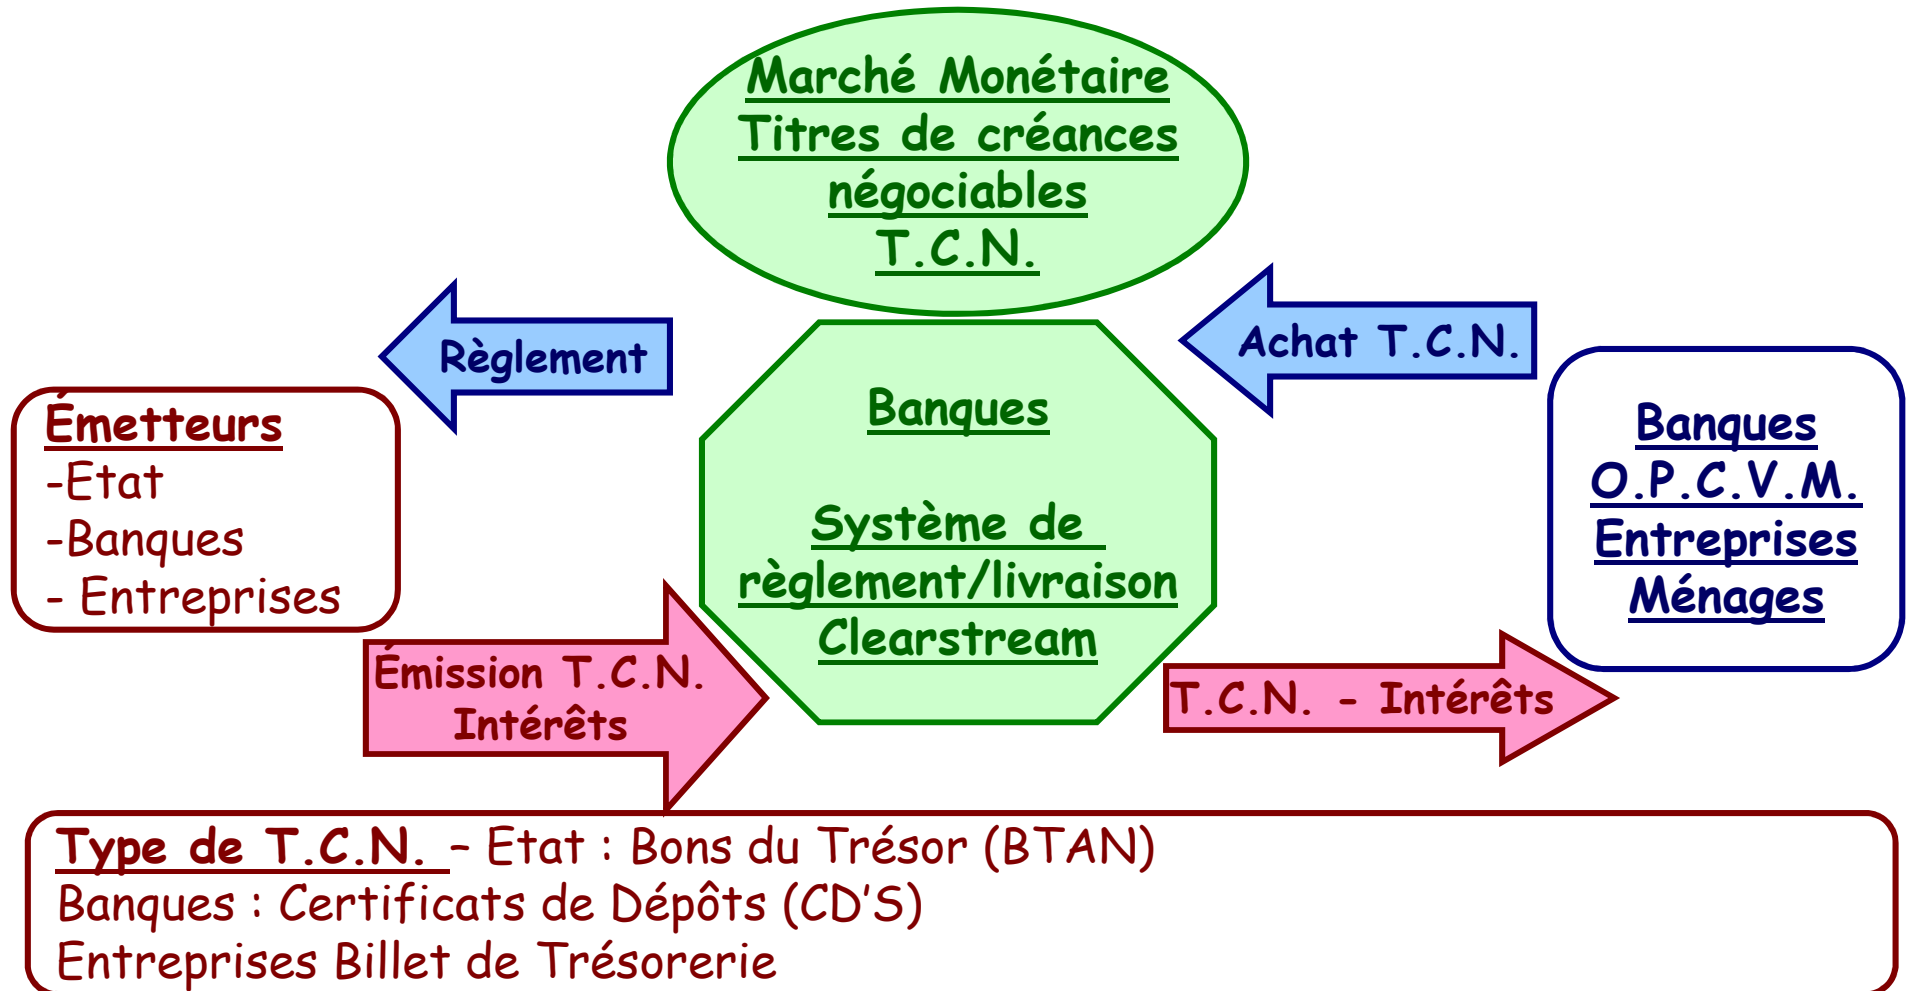 Marché Monétaire
Titres de créances
négociables
T.C.N.
Règlement
Achat T.C.N.
Émetteurs
-Etat
-Banques
- Entreprises
Banques
Système de
règlement/livraison
Clearstream
Banques
O.P.C.V.M.
Entreprises
Ménages
Émission T.C.N.
Intérêts
T.C.N. - Intérêts
Type de T.C.N. – Etat : Bons du Trésor (BTAN)
Banques : Certificats de Dépôts (CD’S)
Entreprises Billet de Trésorerie